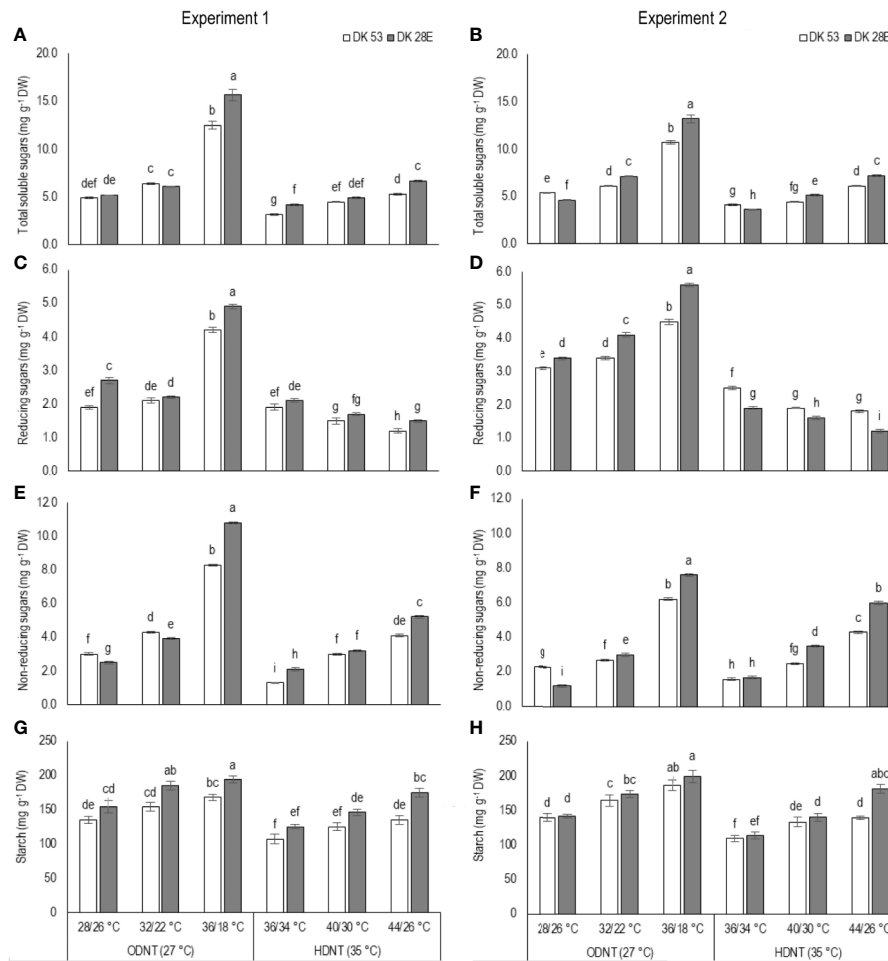 Experiment 1
Experiment 2
A
DK 53 DK 28E
Total soluble sugars (mg g⁻¹ DW)
20.0
15.0
10.0
5.0
0.0
def de c c b a g f ef def d c
B
DK 53 DK 28E
Total soluble sugars (mg g⁻¹ DW)
20.0
15.0
10.0
5.0
0.0
e f d c b a g h fg e d c
C
Reducing sugars (mg g⁻¹ DW)
6.0
5.0
4.0
3.0
2.0
1.0
0.0
ef c de d b a ef de g fg h g
D
Reducing sugars (mg g⁻¹ DW)
6.0
5.0
4.0
3.0
2.0
1.0
0.0
e d d c b a f g g h g i
E
Non-reducing sugars (mg g⁻¹ DW)
12.0
10.0
8.0
6.0
4.0
2.0
0.0
f g d e b a i h f f de c
F
Non-reducing sugars (mg g⁻¹ DW)
12.0
10.0
8.0
6.0
4.0
2.0
0.0
g i f e b a h h fg d c b
G
Starch (mg g⁻¹ DW)
250
200
150
100
50
0
de cd cd ab bc a f ef ef de de bc
28/26 °C 32/22 °C 36/18 °C 36/34 °C 40/30 °C 44/26 °C
ODNT (27 °C) HDNT (35 °C)
H
Starch (mg g⁻¹ DW)
250
200
150
100
50
0
d d c bc ab a f ef de d d abc
28/26 °C 32/22 °C 36/18 °C 36/34 °C 40/30 °C 44/26 °C
ODNT (27 °C) HDNT (35 °C)